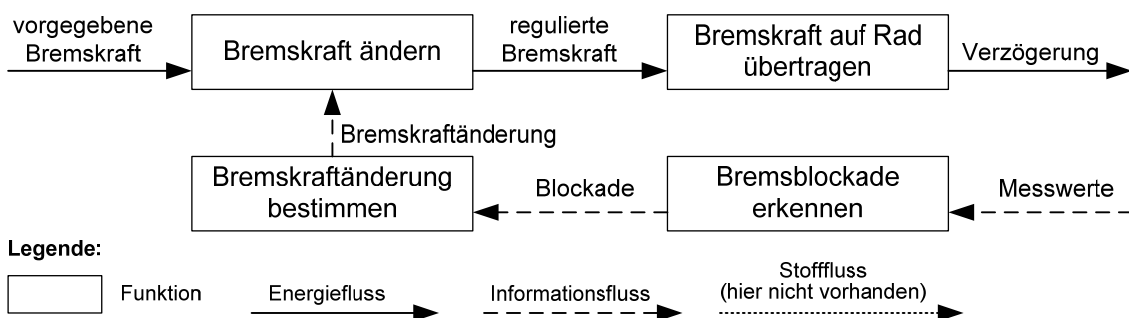 vorgegebene
Bremskraft
Bremskraft ändern
regulierte
Bremskraft
Bremskraft auf Rad
übertragen
Verzögerung
Bremskraftänderung
Bremskraftänderung
bestimmen
Blockade
Bremsblockade
erkennen
Messwerte
Legende:
Funktion
Energiefluss
Informationsfluss
Stofffluss
(hier nicht vorhanden)